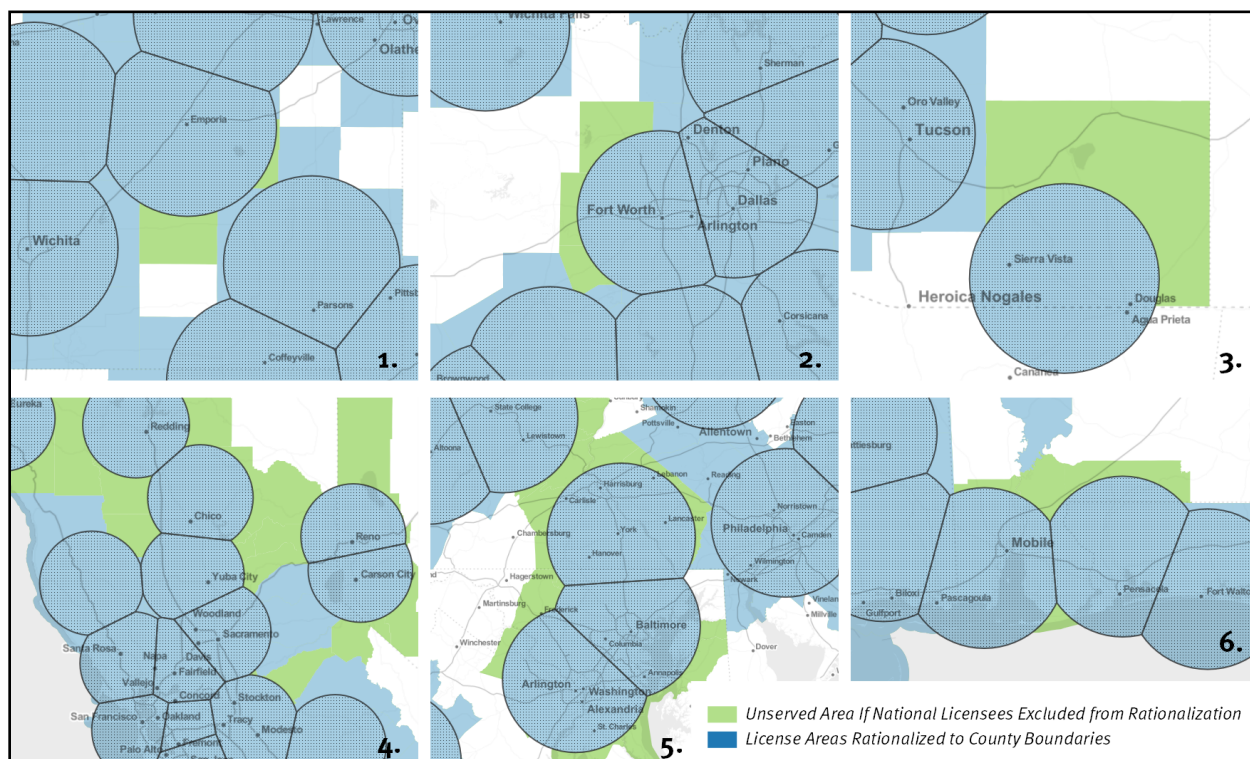 Lawrence
Olathe
Emporia
Wichita
Parsons
Coffeyville
1.
Wichita Falls
Sherman
Denton
Plano
Fort Worth
Dallas
Arlington
Corsicana
Brownwood
2.
Oro Valley
Tucson
Sierra Vista
Heroica Nogales
Douglas
Agua Prieta
Cananea
3.
Eureka
Redding
Chico
Reno
Yuba City
Carson City
Woodland
Sacramento
Santa Rosa
Napa
Davis
Fairfield
Vallejo
Concord
Stockton
San Francisco
Oakland
Tracy
Modesto
Palo Alto
Fremont
4.
State College
Shamokin
Pottsville
Allentown
Easton
Bethlehem
Lewistown
Altoona
Lebanon
Reading
Harrisburg
Carlisle
Lancaster
Norristown
Chambersburg
York
Philadelphia
Camden
Hanover
Wilmington
Hagerstown
Newark
Martinsburg
Frederick
Vineland
Millville
Baltimore
Columbia
Winchester
Dover
Annapolis
Arlington
Washington
Alexandria
St. Charles
5.
Mobile
Biloxi
Pascagoula
Pensacola
Fort Walto
Gulfport
6.
Unserved Area If National Licensees Excluded from Rationalization
License Areas Rationalized to County Boundaries